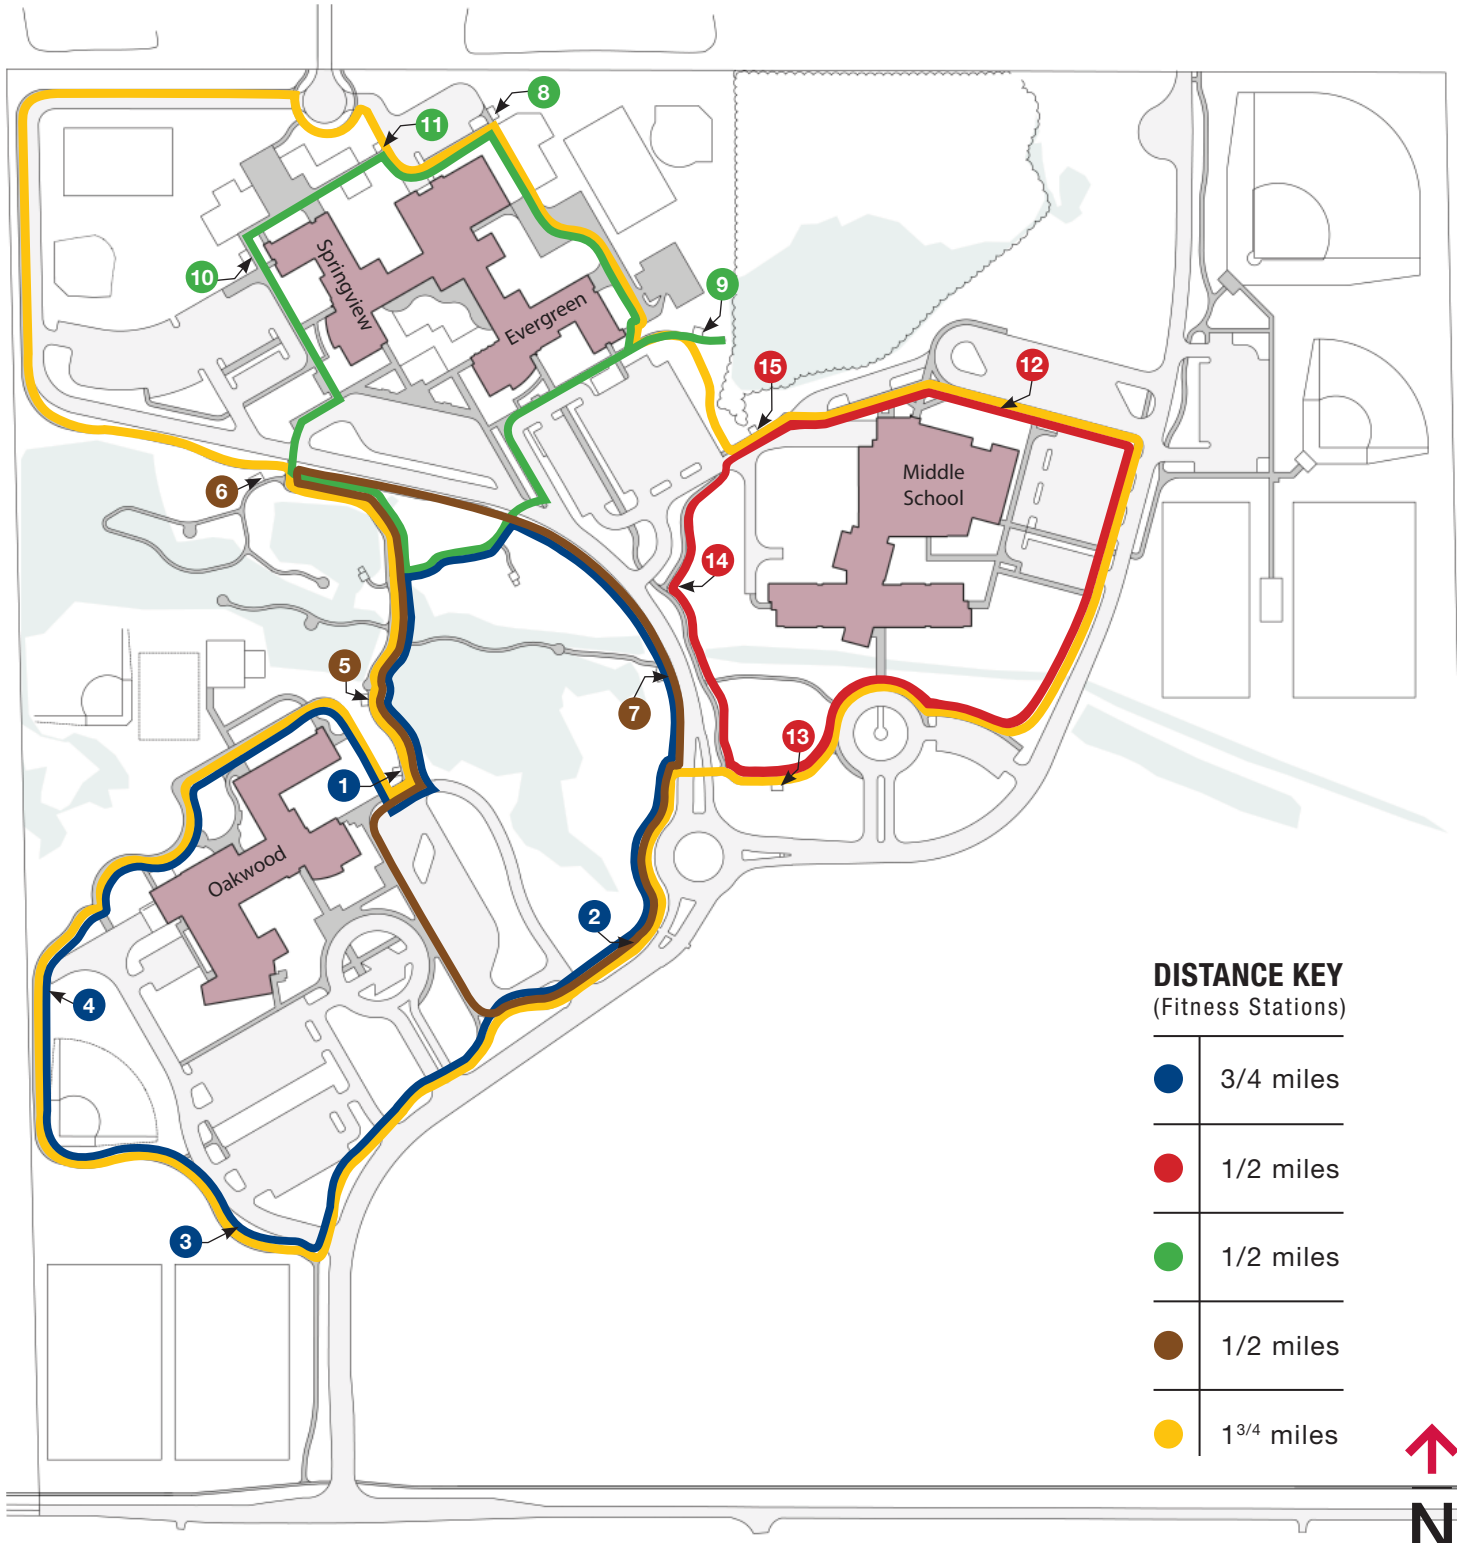 8
11
Springview
10
Evergreen
9
15
12
Middle
School
6
14
5
7
13
1
Oakwood
2
4
3
DISTANCE KEY
(Fitness Stations)
3/4 miles
1/2 miles
1/2 miles
1/2 miles
1 3/4 miles
N